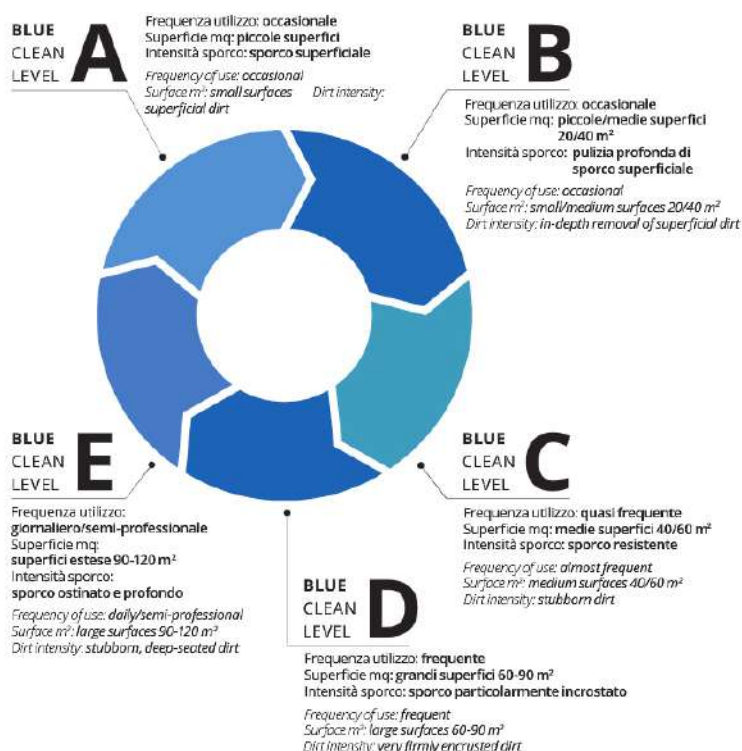 BLUE
CLEAN
LEVEL
A
Frequenza utilizzo: occasionale
Superficie mq: piccole superfici
Intensità sporco: sporco superficiale
Frequency of use: occasional
Surface m²: small surfaces Dirt intensity:
superficial dirt
BLUE
CLEAN
LEVEL
B
Frequenza utilizzo: occasionale
Superficie mq: piccole/medie superfici
20/40 m²
Intensità sporco: pulizia profonda di
sporco superficiale
Frequency of use: occasional
Surface m²: small/medium surfaces 20/40 m²
Dirt intensity: in-depth removal of superficial dirt
BLUE
CLEAN
LEVEL
C
Frequenza utilizzo: quasi frequente
Superficie mq: medie superfici 40/60 m²
Intensità sporco: sporco resistente
Frequency of use: almost frequent
Surface m²: medium surfaces 40/60 m²
Dirt intensity: stubborn dirt
BLUE
CLEAN
LEVEL
D
Frequenza utilizzo: frequente
Superficie mq: grandi superfici 60-90 m²
Intensità sporco: sporco particolarmente incrostato
Frequency of use: frequent
Surface m²: large surfaces 60-90 m²
Dirt intensity: very firmly encrusted dirt
BLUE
CLEAN
LEVEL
E
Frequenza utilizzo:
giornaliero/semi-professionale
Superficie mq:
superfici estese 90-120 m²
Intensità sporco:
sporco ostinato e profondo
Frequency of use: daily/semi-professional
Surface m²: large surfaces 90-120 m²
Dirt intensity: stubborn, deep-seated dirt